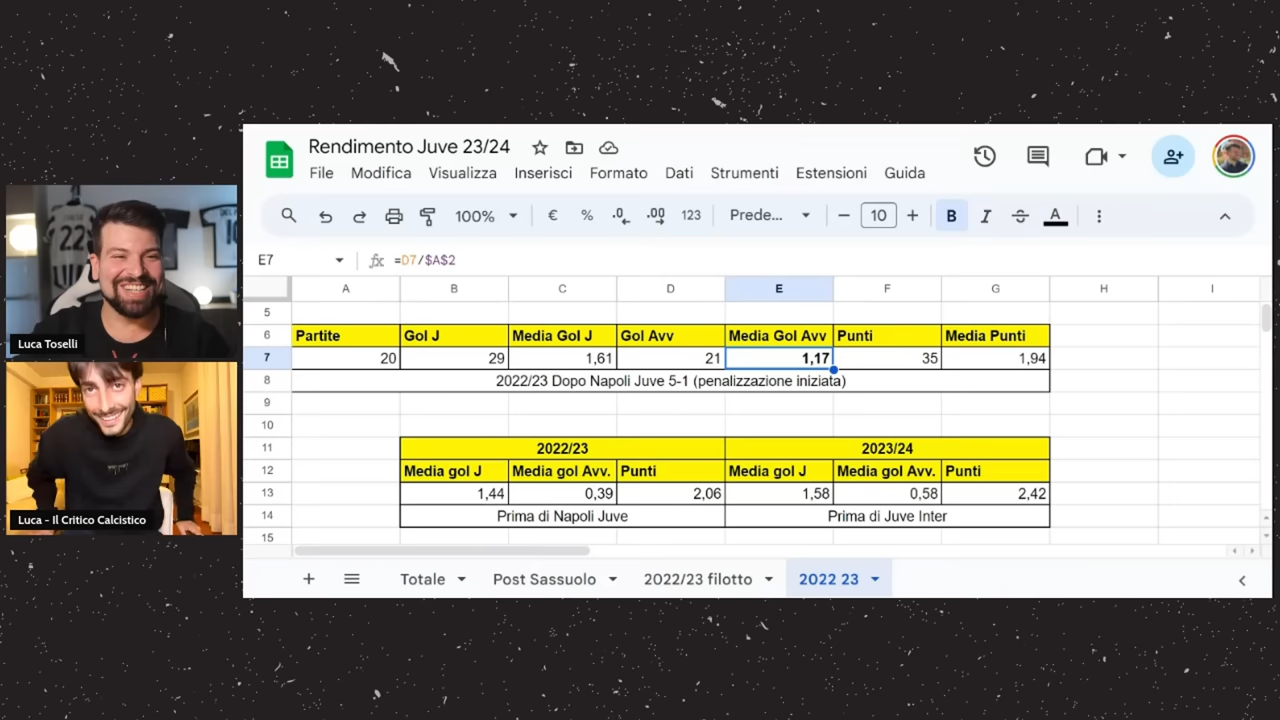 Rendimento Juve 23/24
File Modifica Visualizza Inserisci Formato Dati Strumenti Estensioni Guida
100% € % .0 .00 123 Prede... 10 B I A
E7 fx =D7/$A$2
A B C D E F G H I
5
6 Partite Gol J Media Gol J Gol Avv Media Gol Avv Punti Media Punti
7 20 29 1,61 21 1,17 35 1,94
8 2022/23 Dopo Napoli Juve 5-1 (penalizzazione iniziata)
9
10
11 2022/23 2023/24
12 Media gol J Media gol Avv. Punti Media gol J Media gol Avv. Punti
13 1,44 0,39 2,06 1,58 0,58 2,42
14 Prima di Napoli Juve Prima di Juve Inter
15
Totale Post Sassuolo 2022/23 filotto 2022 23
22
Luca Toselli
Luca - Il Critico Calcistico